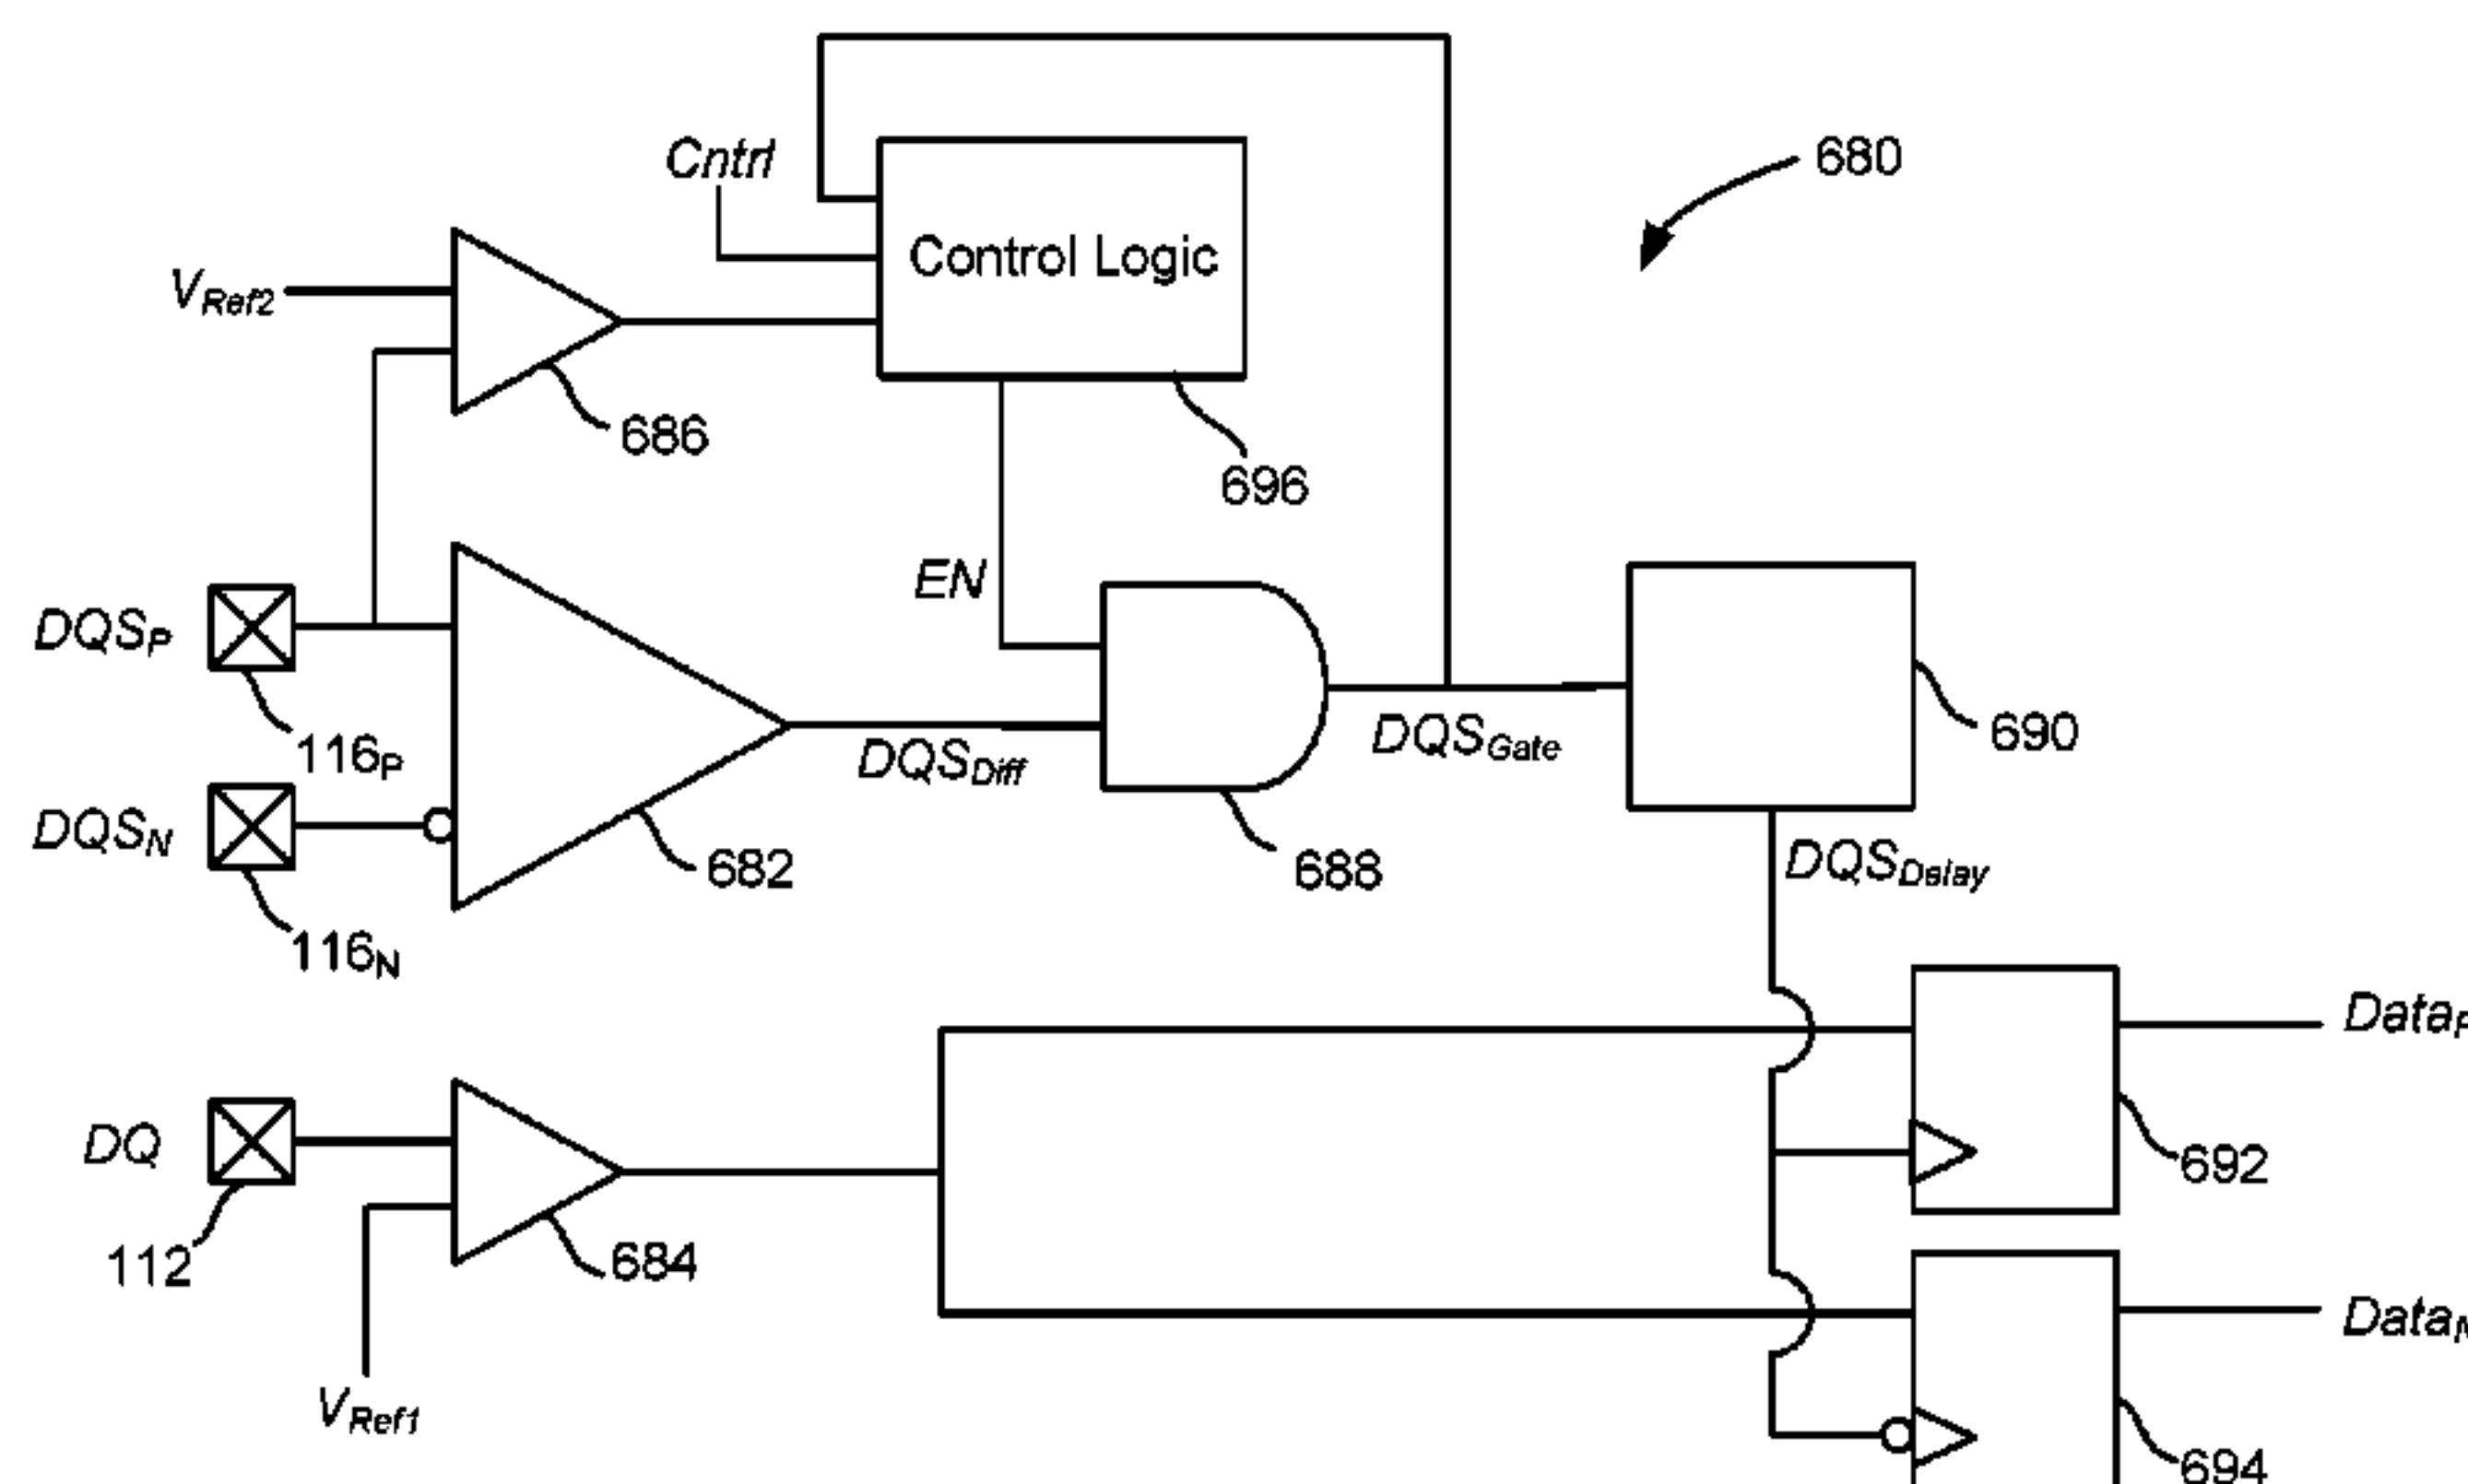 Cntrl
680
Control Logic
VRef2
686
696
EN
DQSP
116P
DQSDiff
DQSGate
690
DQSN
682
688
DQSDelay
116N
DataP
DQ
692
112
684
DataN
VRef1
694